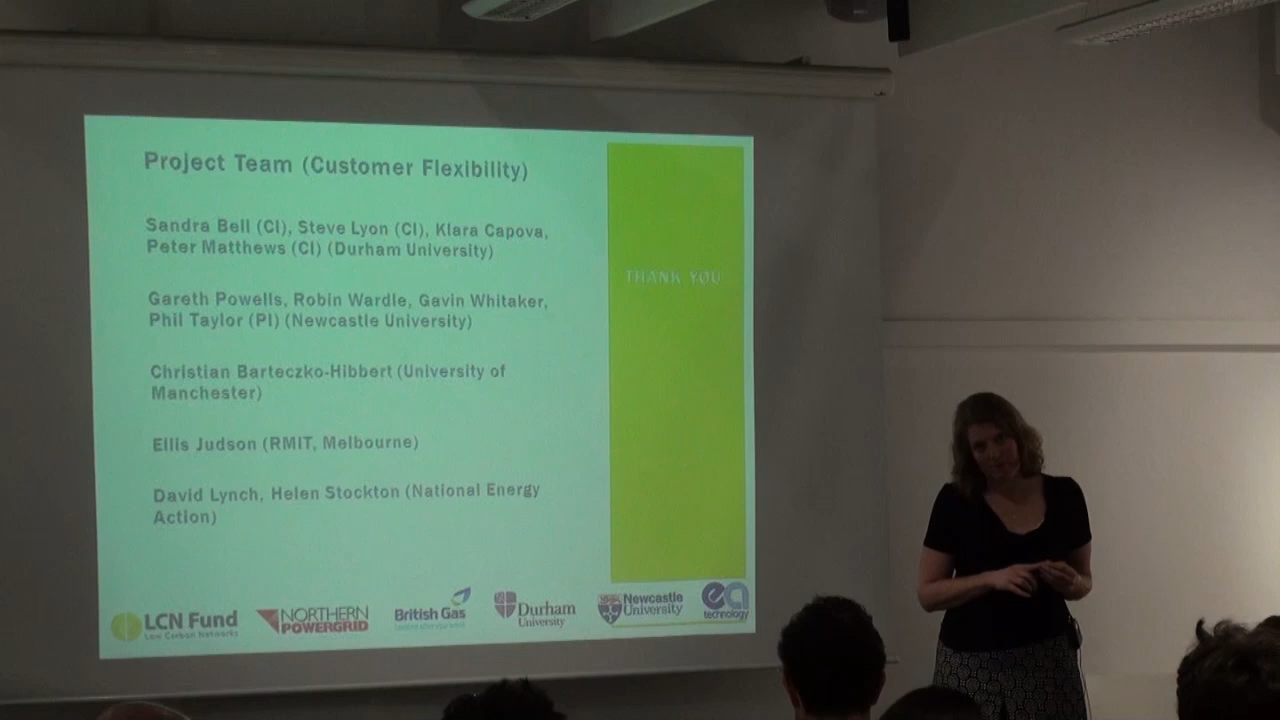 Project Team (Customer Flexibility)
Sandra Bell (CI), Steve Lyon (CI), Klara Capova,
Peter Matthews (CI) (Durham University)
Gareth Powells, Robin Wardle, Gavin Whitaker,
Phil Taylor (PI) (Newcastle University)
Christian Barteczko-Hibbert (University of
Manchester)
Ellis Judson (RMIT, Melbourne)
David Lynch, Helen Stockton (National Energy
Action)
THANK YOU
LCN Fund
Low Carbon Networks
NORTHERN
POWERGRID
British Gas
Durham
University
Newcastle
University
ea
technology